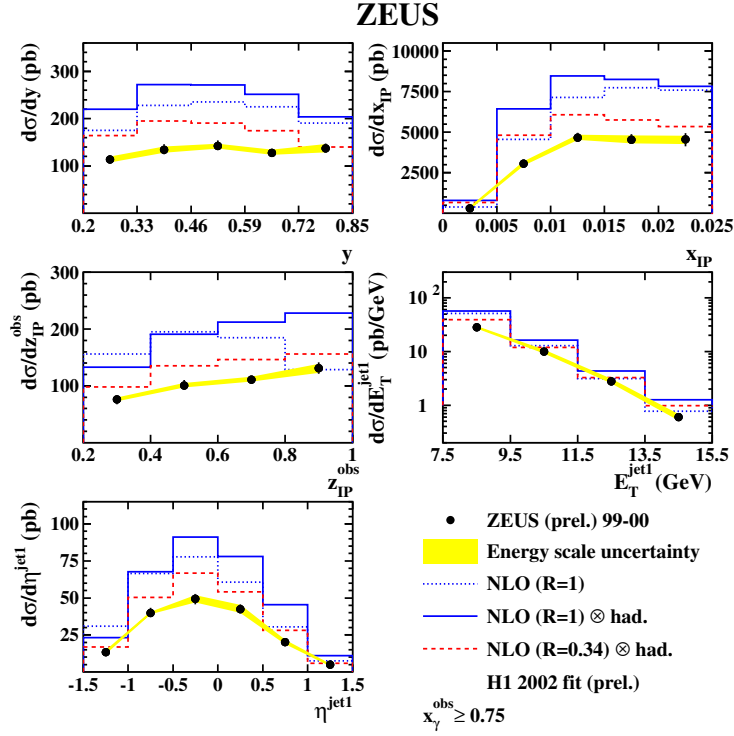 ZEUS
dσ/dy (pb)
300
200
100
0.2 0.33 0.46 0.59 0.72 0.85
y
dσ/dx_IP (pb)
10000
7500
5000
2500
0 0.005 0.01 0.015 0.02 0.025
x_IP
dσ/dz_IP^obs (pb)
300
200
100
0.2 0.4 0.6 0.8 1
z_IP^obs
dσ/dE_T^jet1 (pb/GeV)
10^2
10
1
7.5 9.5 11.5 13.5 15.5
E_T^jet1 (GeV)
dσ/dη^jet1 (pb)
100
75
50
25
-1.5 -1 -0.5 0 0.5 1 1.5
η^jet1
ZEUS (prel.) 99-00
Energy scale uncertainty
NLO (R=1)
NLO (R=1) ⊗ had.
NLO (R=0.34) ⊗ had.
H1 2002 fit (prel.)
x_γ^obs ≥ 0.75